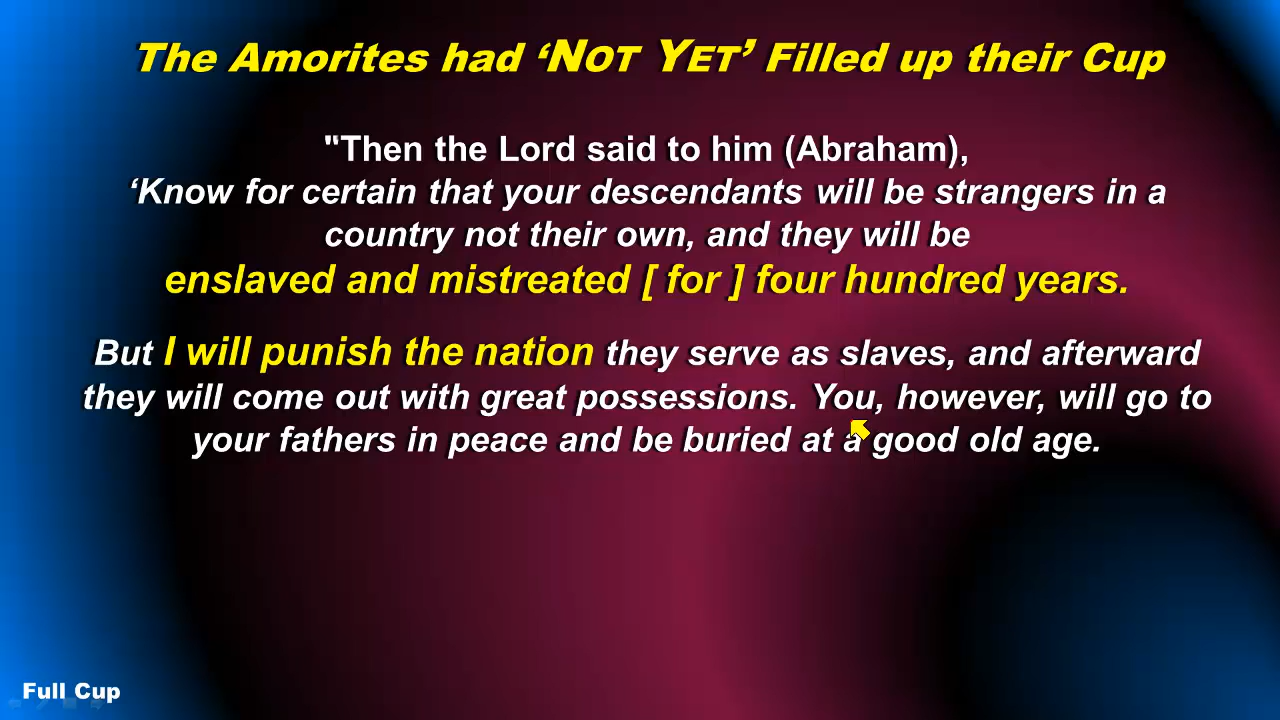 The Amorites had ‘Not Yet’ Filled up their Cup
"Then the Lord said to him (Abraham),
‘Know for certain that your descendants will be strangers in a
country not their own, and they will be
enslaved and mistreated [ for ] four hundred years.
But I will punish the nation they serve as slaves, and afterward
they will come out with great possessions. You, however, will go to
your fathers in peace and be buried at a good old age.
Full Cup